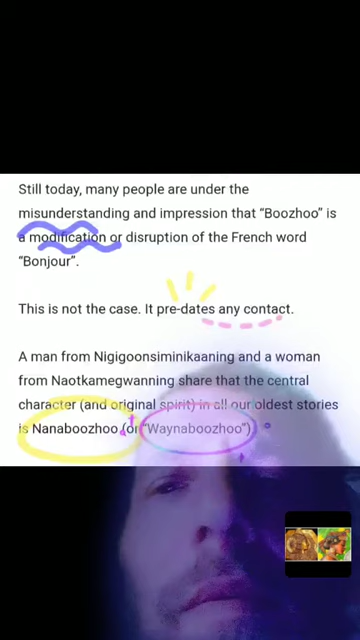 Still today, many people are under the
misunderstanding and impression that “Boozhoo” is
a modification or disruption of the French word
“Bonjour”.
This is not the case. It pre-dates any contact.
A man from Nigigoonsiminikaaning and a woman
from Naotkamegwanning share that the central
character (and original spirit) in all our oldest stories
is Nanaboozhoo (or “Waynaboozhoo”)